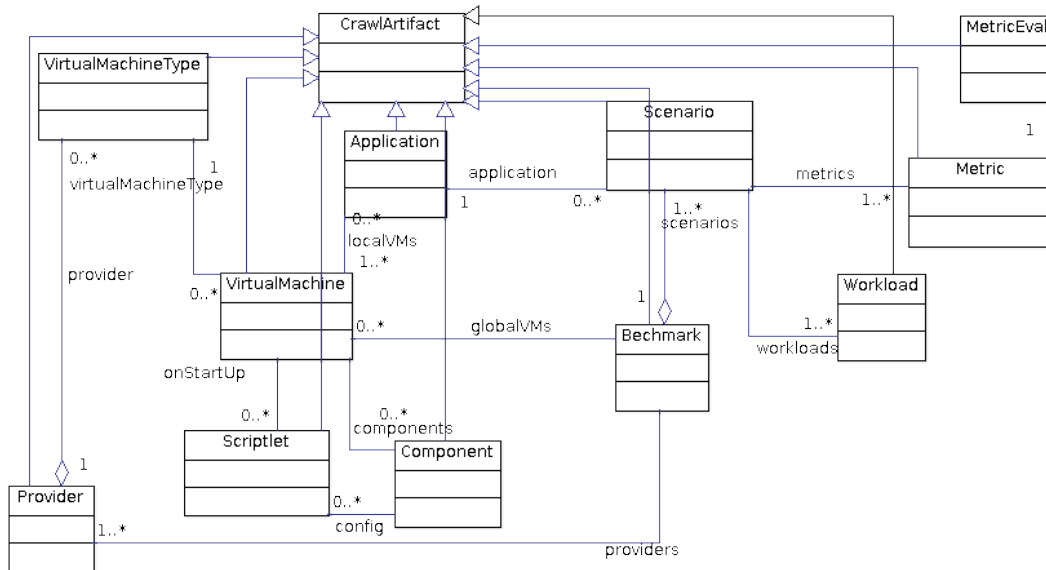 CrawlArtifact
MetricEval
VirtualMachineType
Scenario
1
Application
0..*
1
application
metrics
Metric
virtualMachineType
1
0..*
1..*
1..*
0..*
scenarios
localVMs
1..*
provider
VirtualMachine
Workload
0..*
1
0..*
globalVMs
Bechmark
1..*
workloads
onStartUp
0..*
0..*
components
Scriptlet
Component
1
Provider
0..*
1..*
config
providers